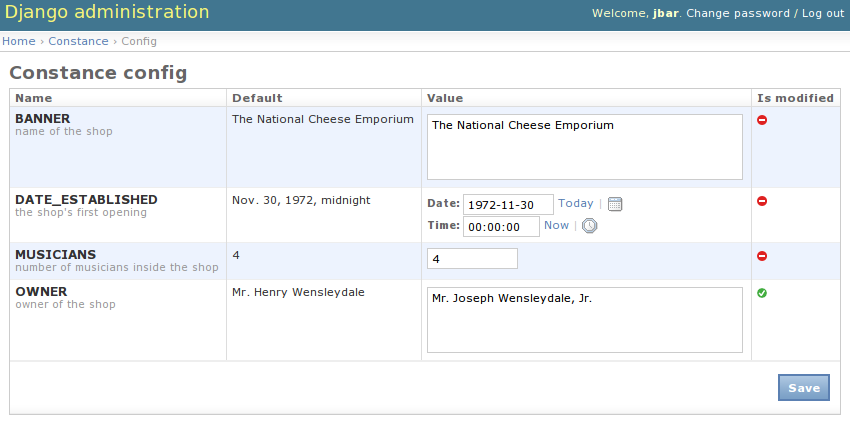 Django administration
Welcome, jbar. Change password / Log out
Home › Constance › Config
Constance config
Name Default Value Is modified
BANNER The National Cheese Emporium The National Cheese Emporium
name of the shop
DATE_ESTABLISHED Nov. 30, 1972, midnight Date: 1972-11-30 Today |
the shop's first opening
Time: 00:00:00 Now |
MUSICIANS 4 4
number of musicians inside the shop
OWNER Mr. Henry Wensleydale Mr. Joseph Wensleydale, Jr.
owner of the shop
Save